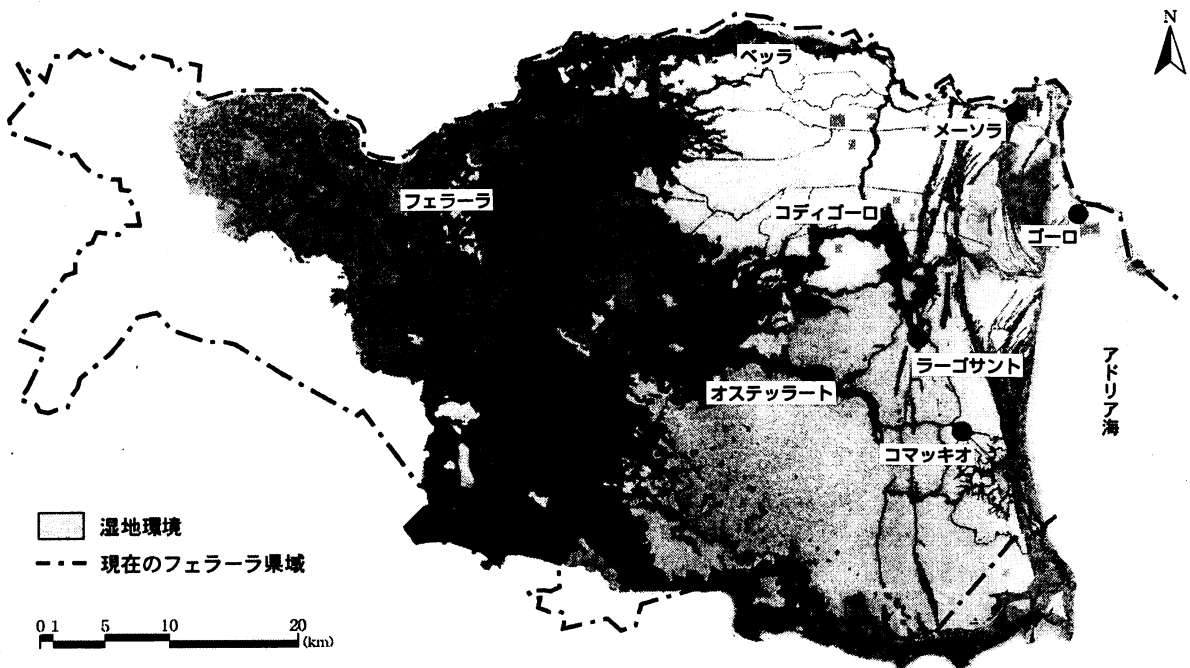 N
ベッラ
メーソラ
フェラーラ
コディゴーロ
ゴーロ
ラーゴサント
オステッラート
アドリア海
コマッキオ
湿地環境
現在のフェラーラ県域
0 1 5 10 20 (km)